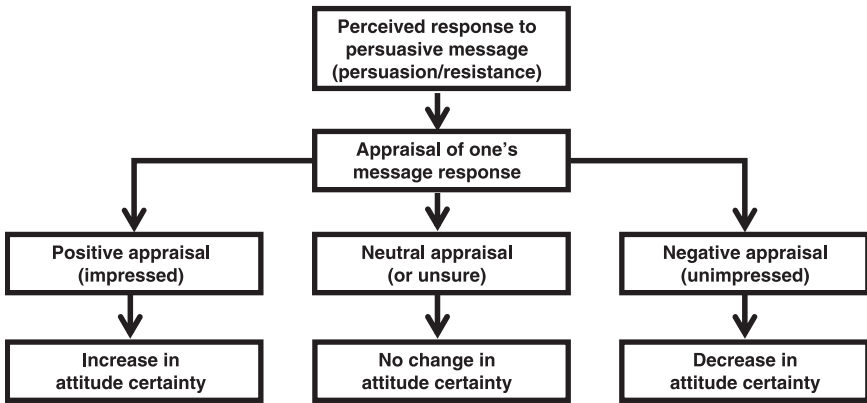 Perceived response to
persuasive message
(persuasion/resistance)
Appraisal of one's
message response
Positive appraisal
(impressed)
Neutral appraisal
(or unsure)
Negative appraisal
(unimpressed)
Increase in
attitude certainty
No change in
attitude certainty
Decrease in
attitude certainty